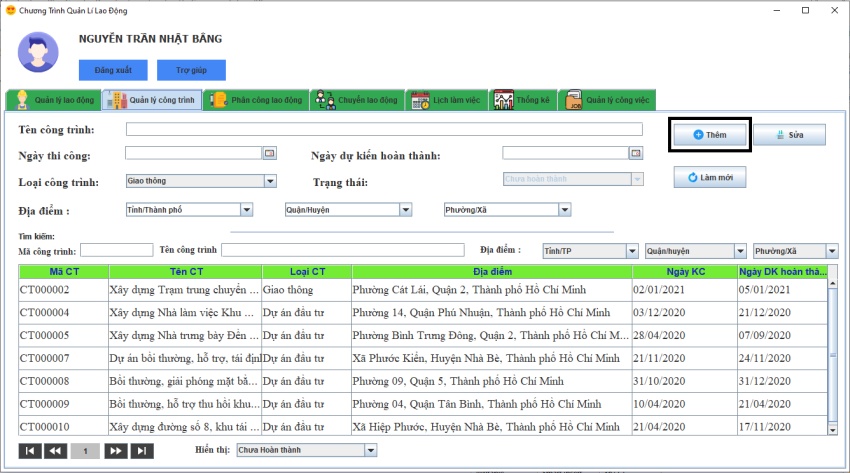 Chương Trình Quản Lí Lao Động
NGUYỄN TRẦN NHẬT BĂNG
Đăng xuất Trợ giúp
Quản lý lao động Quản lý công trình Phân công lao động Chuyển lao động Lịch làm việc Thống kê Quản lý công việc
Tên công trình: Thêm Sửa
Ngày thi công: Ngày dự kiến hoàn thành:
Loại công trình: Giao thông Trạng thái: Chưa hoàn thành Làm mới
Địa điểm : Tỉnh/Thành phố Quận/Huyện Phường/Xã
Tìm kiếm:
Mã công trình: Tên công trình Địa điểm : Tỉnh/TP Quận/huyện Phường/Xã
Mã CT Tên CT Loại CT Địa điểm Ngày KC Ngày DK hoàn thà...
CT000002 Xây dựng Trạm trung chuyển ... Giao thông Phường Cát Lái, Quận 2, Thành phố Hồ Chí Minh 02/01/2021 05/01/2021
CT000004 Xây dựng Nhà làm việc Khu ... Dự án đầu tư Phường 14, Quận Phú Nhuận, Thành phố Hồ Chí Minh 03/12/2020 21/12/2020
CT000005 Xây dựng Nhà trưng bày Đền ... Dự án đầu tư Phường Bình Trưng Đông, Quận 2, Thành phố Hồ Chí M... 28/04/2020 07/09/2020
CT000007 Dự án bồi thường, hỗ trợ, tái địn Dự án đầu tư Xã Phước Kiển, Huyện Nhà Bè, Thành phố Hồ Chí Minh 21/11/2020 24/11/2020
CT000008 Bồi thường, giải phóng mặt bằ... Dự án đầu tư Phường 09, Quận 5, Thành phố Hồ Chí Minh 31/10/2020 31/12/2020
CT000009 Bồi thường, hỗ trợ thu hồi khu... Dự án đầu tư Phường 04, Quận Tân Bình, Thành phố Hồ Chí Minh 10/04/2020 21/04/2020
CT000010 Xây dựng đường số 8, khu tái ... Dự án đầu tư Xã Hiệp Phước, Huyện Nhà Bè, Thành phố Hồ Chí Minh 21/04/2020 17/11/2020
1 Hiển thị: Chưa Hoàn thành